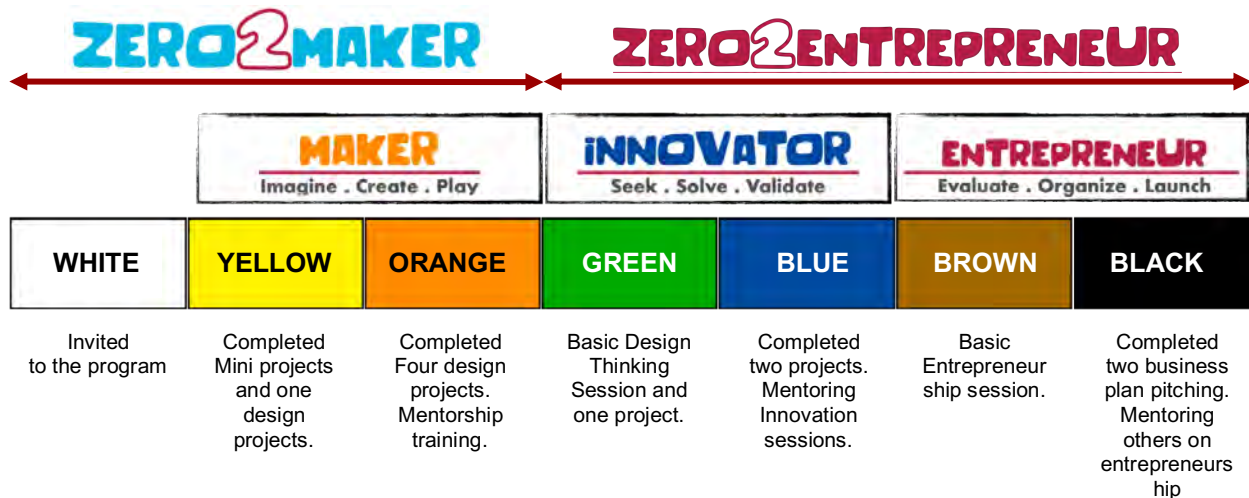 ZERO2MAKER
ZERO2ENTREPRENEUR
MAKER
Imagine . Create . Play
iNNOVATOR
Seek . Solve . Validate
ENTREPRENEUR
Evaluate . Organize . Launch
WHITE
YELLOW
ORANGE
GREEN
BLUE
BROWN
BLACK
Invited
to the program
Completed
Mini projects
and one
design
projects.
Completed
Four design
projects.
Mentorship
training.
Basic Design
Thinking
Session and
one project.
Completed
two projects.
Mentoring
Innovation
sessions.
Basic
Entrepreneur
ship session.
Completed
two business
plan pitching.
Mentoring
others on
entrepreneurs
hip